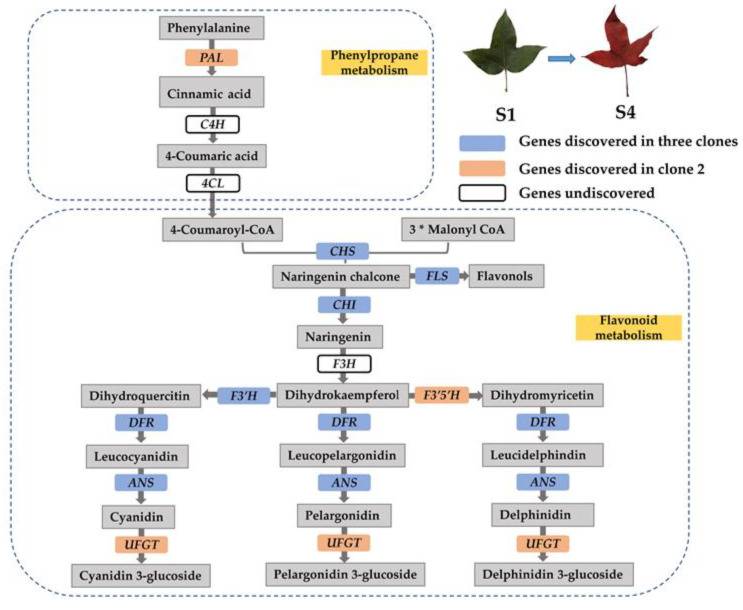 Phenylalanine
PAL
Phenylpropane
metabolism
Cinnamic acid
C4H
4-Coumaric acid
4CL
S1
S4
Genes discovered in three clones
Genes discovered in clone 2
Genes undiscovered
4-Coumaroyl-CoA
3 * Malonyl CoA
CHS
Naringenin chalcone
FLS
Flavonols
CHI
Flavonoid
metabolism
Naringenin
F3H
Dihydroquercitin
F3'H
Dihydrokaempferol
F3'5'H
Dihydromyricetin
DFR
DFR
DFR
Leucocyanidin
Leucopelargonidin
Leucidelphindin
ANS
ANS
ANS
Cyanidin
Pelargonidin
Delphinidin
UFGT
UFGT
UFGT
Cyanidin 3-glucoside
Pelargonidin 3-glucoside
Delphinidin 3-glucoside